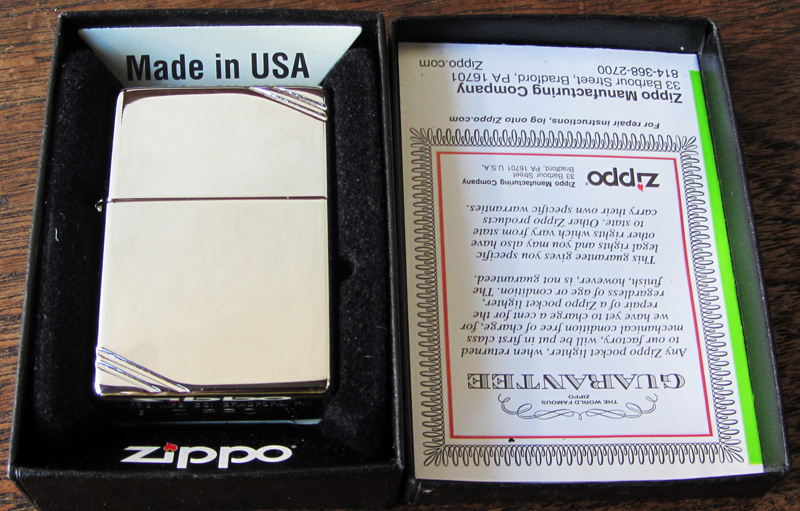 Made in USA
zippo
THE WORLD FAMOUS
ZIPPO
GUARANTEE
Any Zippo pocket lighter, when returned
to our factory, will be put in first class
mechanical condition free of charge, for
we have yet to charge a cent for the
repair of a Zippo pocket lighter,
regardless of age or condition. The
finish, however, is not guaranteed.
This guarantee gives you specific
legal rights and you may also have
other rights which vary from state
to state. Other Zippo products
carry their own specific warranties.
zippo
Zippo Manufacturing Company
33 Barbour Street
Bradford, PA 16701 U.S.A.
For repair instructions, log onto Zippo.com
Zippo Manufacturing Company
33 Barbour Street, Bradford, PA 16701
814-368-2700
Zippo.com